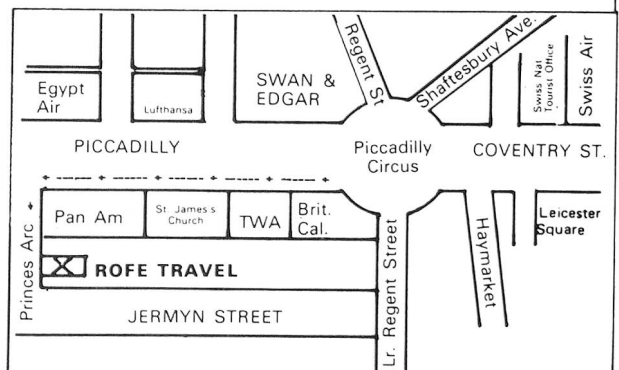 Regent St
Shaftesbury Ave.
Egypt
Air
Lufthansa
SWAN &
EDGAR
Swiss Nat
Tourist Office
Swiss Air
PICCADILLY
Piccadilly
Circus
COVENTRY ST.
Pan Am
St. James's
Church
TWA
Brit.
Cal.
Leicester
Square
Princes Arc
X ROFE TRAVEL
Lr. Regent Street
Haymarket
JERMYN STREET